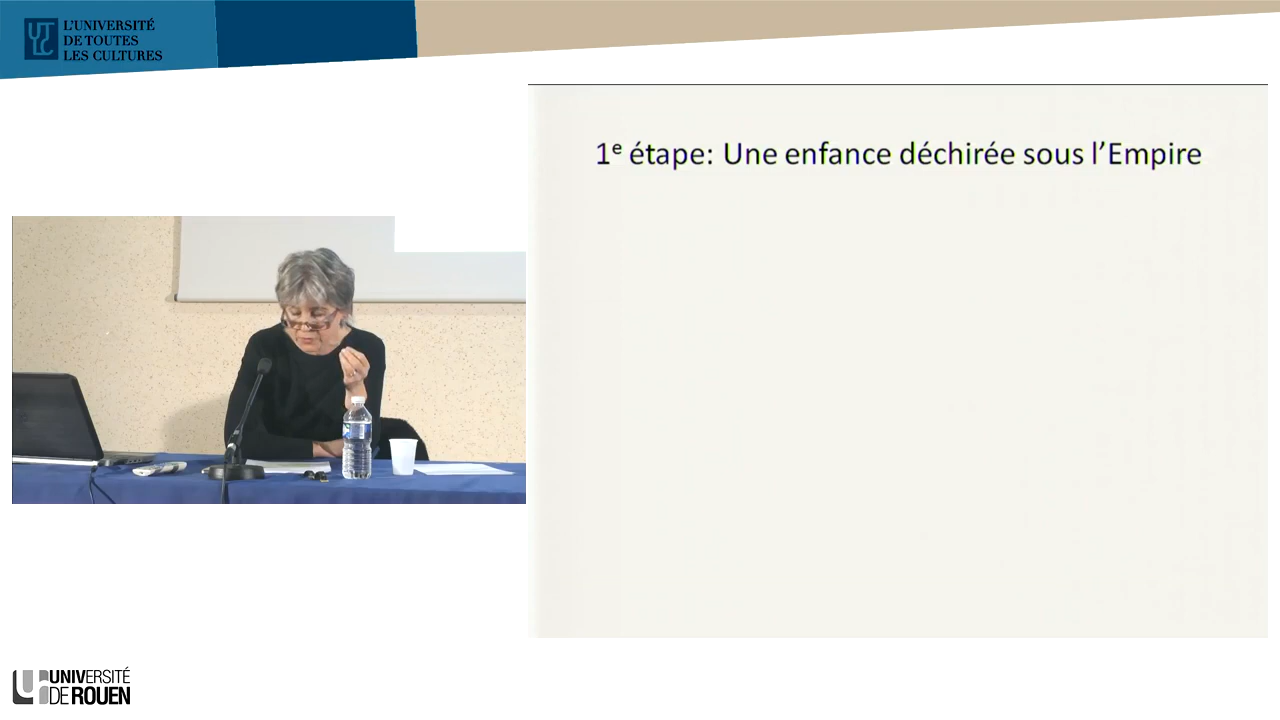 L'UNIVERSITÉ
DE TOUTES
LES CULTURES
1e étape: Une enfance déchirée sous l’Empire
UNIVERSITÉ
DE ROUEN